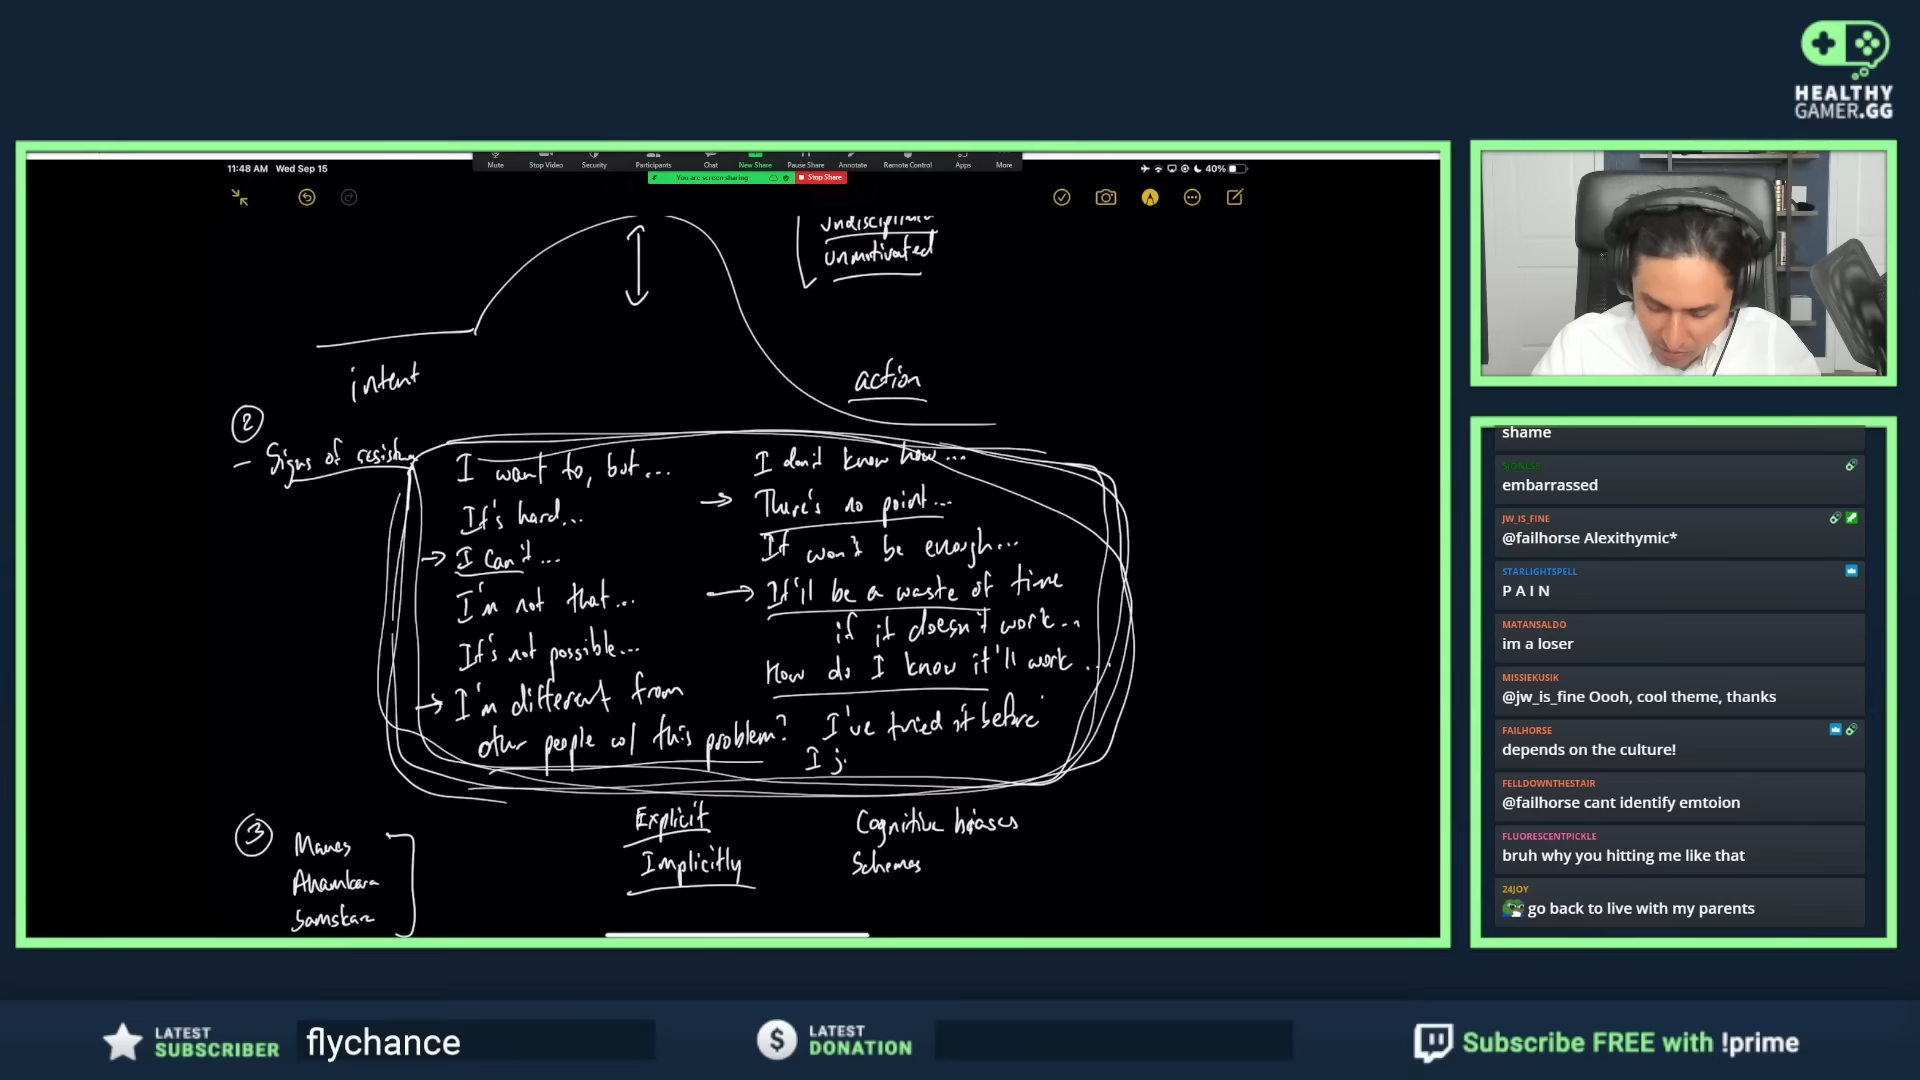 HEALTHY
GAMER.GG
11:48 AM Wed Sep 15
Mute Stop Video Security Participants Chat New Share Pause Share Annotate Remote Control Apps More
You are screen sharing Stop Share
40%
unmotivated
intent
action
2
- Signs of
I want to, but...
It's hard...
→ I can't...
I'm not that...
It's not possible...
→ I'm different from
other people w/ this problem?
I don't know how...
→ There's no point...
It won't be enough...
→ It'll be a waste of time
if it doesn't work...
How do I know it'll work...
I've tried it before
I j
3
Manas
Ahamkara
Samskar
Explicit
Implicitly
Cognitive biases
Schemas
shame
embarrassed
JW_IS_FINE
@failhorse Alexithymic*
STARLIGHTSPELL
P A I N
MATANSALDO
im a loser
MISSIEKUSIK
@jw_is_fine Oooh, cool theme, thanks
FAILHORSE
depends on the culture!
FELLDOWNTHESTAIR
@failhorse cant identify emtoion
FLUORESCENTPICKLE
bruh why you hitting me like that
24JOY
go back to live with my parents
LATEST
SUBSCRIBER
flychance
LATEST
DONATION
Subscribe FREE with !prime